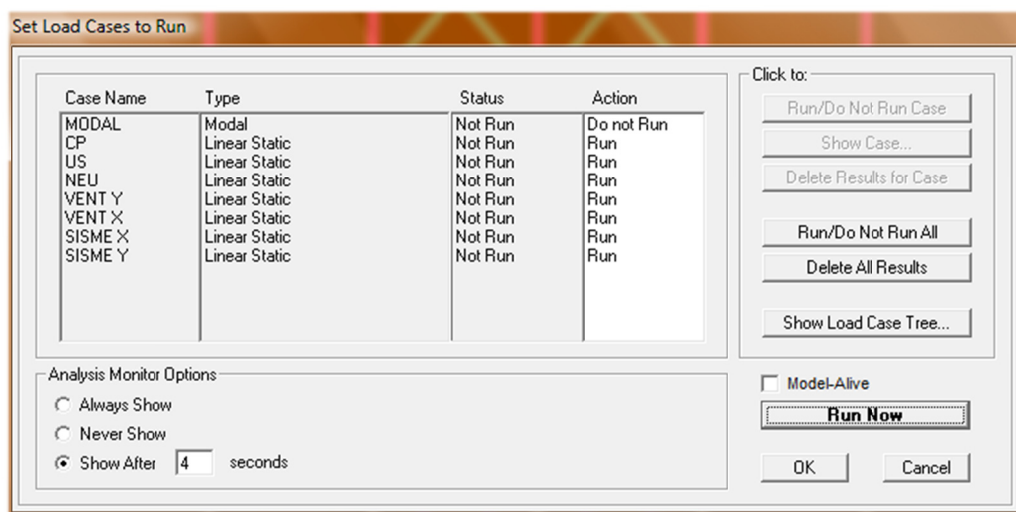 Set Load Cases to Run
Case Name Type Status Action
MODAL Modal Not Run Do not Run
CP Linear Static Not Run Run
US Linear Static Not Run Run
NEU Linear Static Not Run Run
VENT Y Linear Static Not Run Run
VENT X Linear Static Not Run Run
SISME X Linear Static Not Run Run
SISME Y Linear Static Not Run Run
Click to:
Run/Do Not Run Case
Show Case...
Delete Results for Case
Run/Do Not Run All
Delete All Results
Show Load Case Tree...
Analysis Monitor Options
Always Show
Never Show
Show After 4 seconds
Model-Alive
Run Now
OK Cancel